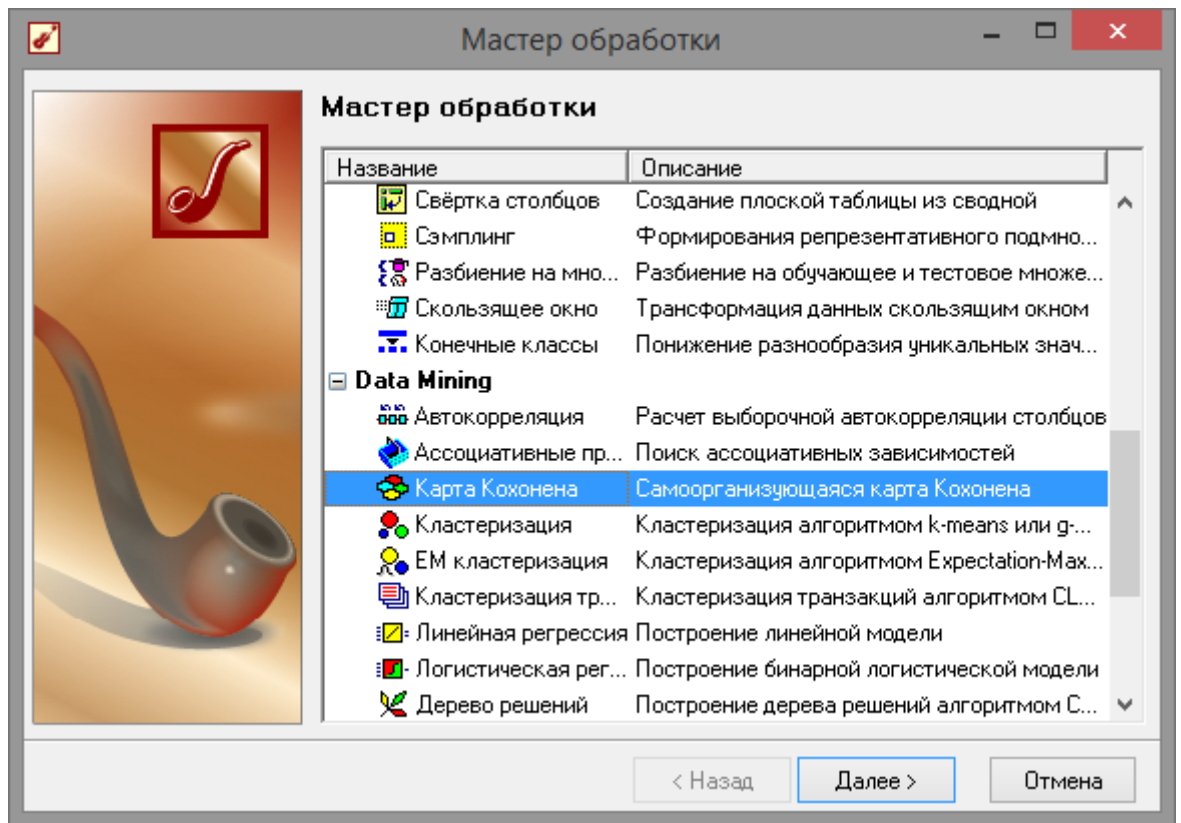 Мастер обработки
Мастер обработки
Название Описание
Свёртка столбцов Создание плоской таблицы из сводной
Сэмплинг Формирования репрезентативного подмно...
Разбиение на мно... Разбиение на обучающее и тестовое множе...
Скользящее окно Трансформация данных скользящим окном
Конечные классы Понижение разнообразия уникальных знач...
Data Mining
Автокорреляция Расчет выборочной автокорреляции столбцов
Ассоциативные пр... Поиск ассоциативных зависимостей
Карта Кохонена Самоорганизующаяся карта Кохонена
Кластеризация Кластеризация алгоритмом k-means или g-...
EM кластеризация Кластеризация алгоритмом Expectation-Max...
Кластеризация тр... Кластеризация транзакций алгоритмом CL...
Линейная регрессия Построение линейной модели
Логистическая рег... Построение бинарной логистической модели
Дерево решений Построение дерева решений алгоритмом C...
< Назад Далее > Отмена